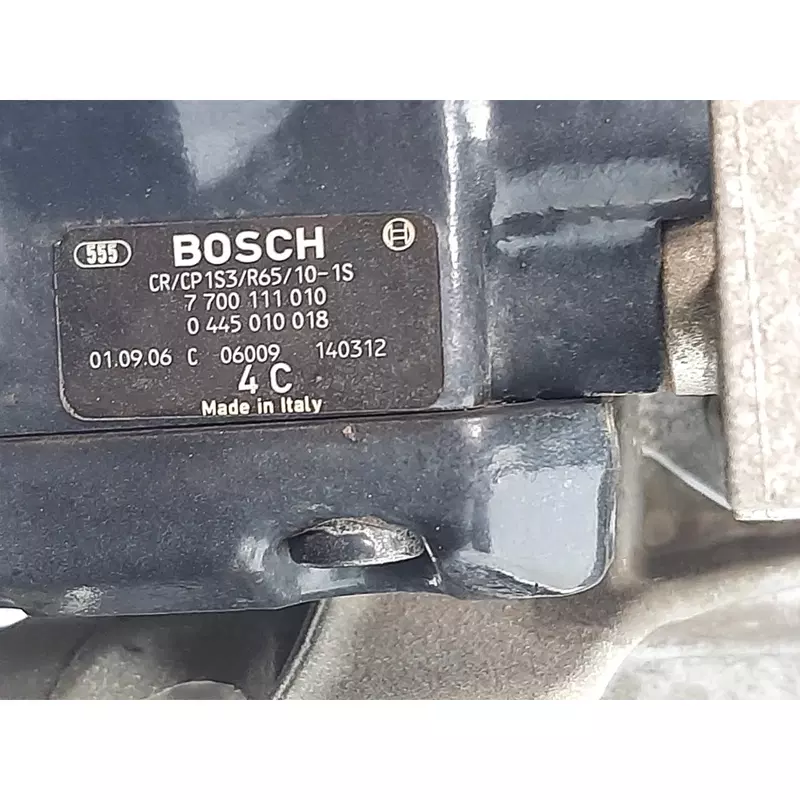 555 BOSCH
CR/CP1S3/R65/10-1S
7 700 111 010
0 445 010 018
01.09.06 C 06009 140312
4 C
Made in Italy